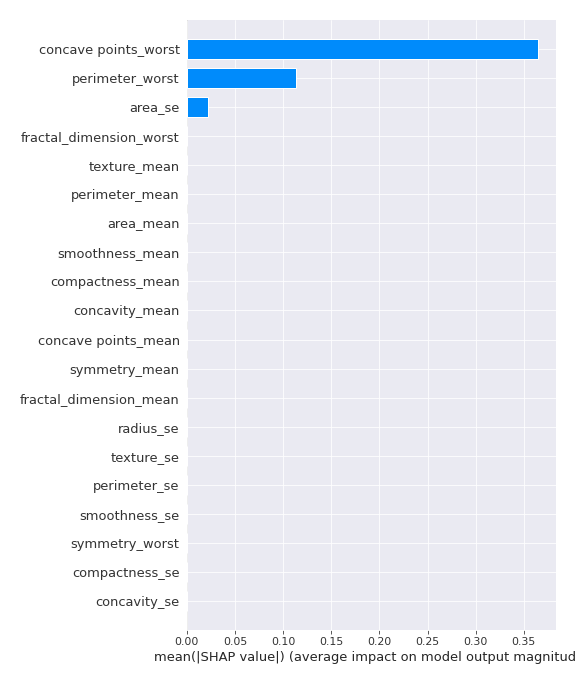 concave points_worst
perimeter_worst
area_se
fractal_dimension_worst
texture_mean
perimeter_mean
area_mean
smoothness_mean
compactness_mean
concavity_mean
concave points_mean
symmetry_mean
fractal_dimension_mean
radius_se
texture_se
perimeter_se
smoothness_se
symmetry_worst
compactness_se
concavity_se
0.00 0.05 0.10 0.15 0.20 0.25 0.30 0.35
mean(|SHAP value|) (average impact on model output magnitud